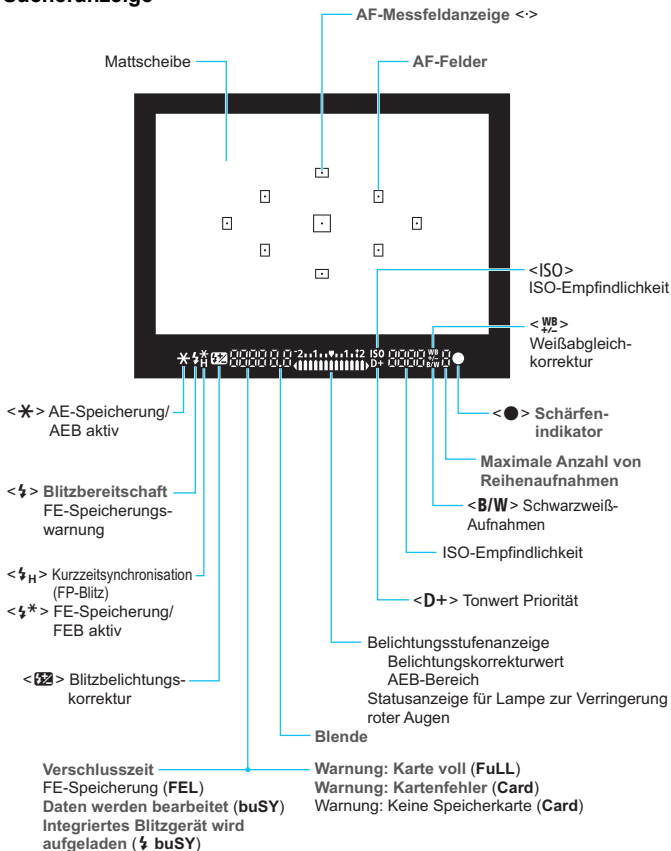 AF-Messfeldanzeige <·>
Mattscheibe
AF-Felder
<ISO>
ISO-Empfindlichkeit
<WB +/->
Weißabgleich-
korrektur
<●> Schärfen-
indikator
Maximale Anzahl von
Reihenaufnahmen
<B/W> Schwarzweiß-
Aufnahmen
ISO-Empfindlichkeit
<D+> Tonwert Priorität
<✱> AE-Speicherung/
AEB aktiv
<⚡> Blitzbereitschaft
FE-Speicherungs-
warnung
<⚡H> Kurzzeitsynchronisation
(FP-Blitz)
<⚡*> FE-Speicherung/
FEB aktiv
< > Blitzbelichtungs-
korrektur
Belichtungsstufenanzeige
Belichtungskorrekturwert
AEB-Bereich
Statusanzeige für Lampe zur Verringerung
roter Augen
Blende
Verschlusszeit
FE-Speicherung (FEL)
Daten werden bearbeitet (buSY)
Integriertes Blitzgerät wird
aufgeladen (⚡ buSY)
Warnung: Karte voll (FuLL)
Warnung: Kartenfehler (Card)
Warnung: Keine Speicherkarte (Card)